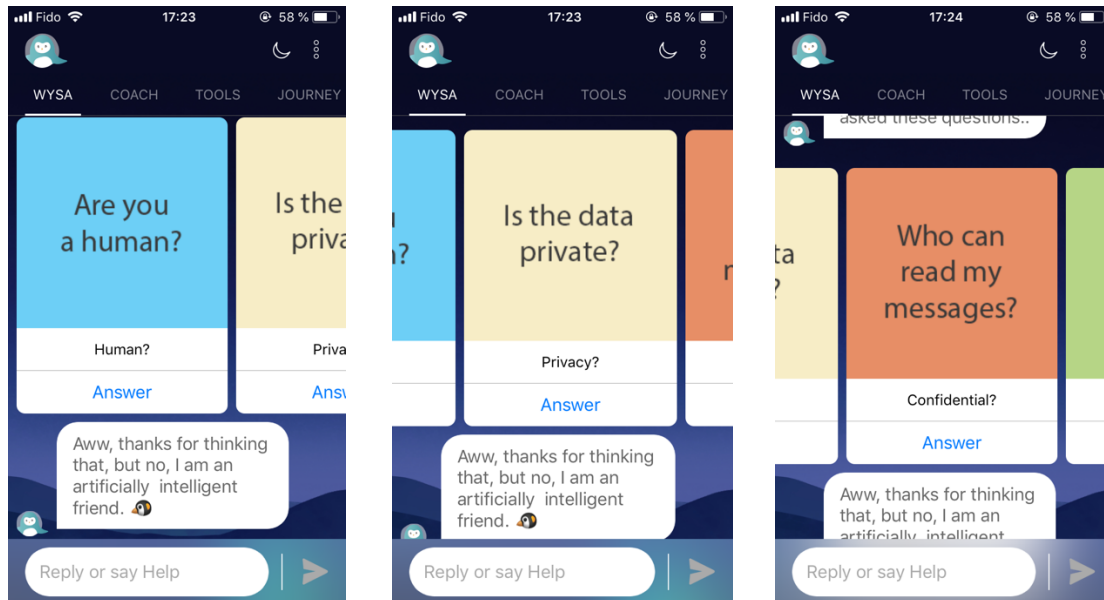 Fido 17:23 58 %
WYSA COACH TOOLS JOURNEY
Are you
a human?
Is the
priva
Human?
Priva
Answer
Ansv
Aww, thanks for thinking
that, but no, I am an
artificially intelligent
friend.
Reply or say Help
Fido 17:23 58 %
WYSA COACH TOOLS JOURNEY
n?
Is the data
private?
Privacy?
Answer
Aww, thanks for thinking
that, but no, I am an
artificially intelligent
friend.
Reply or say Help
Fido 17:24 58 %
WYSA COACH TOOLS JOURNEY
asked these questions..
ta
?
Who can
read my
messages?
Confidential?
Answer
Aww, thanks for thinking
that, but no, I am an
artificially intelligent
Reply or say Help